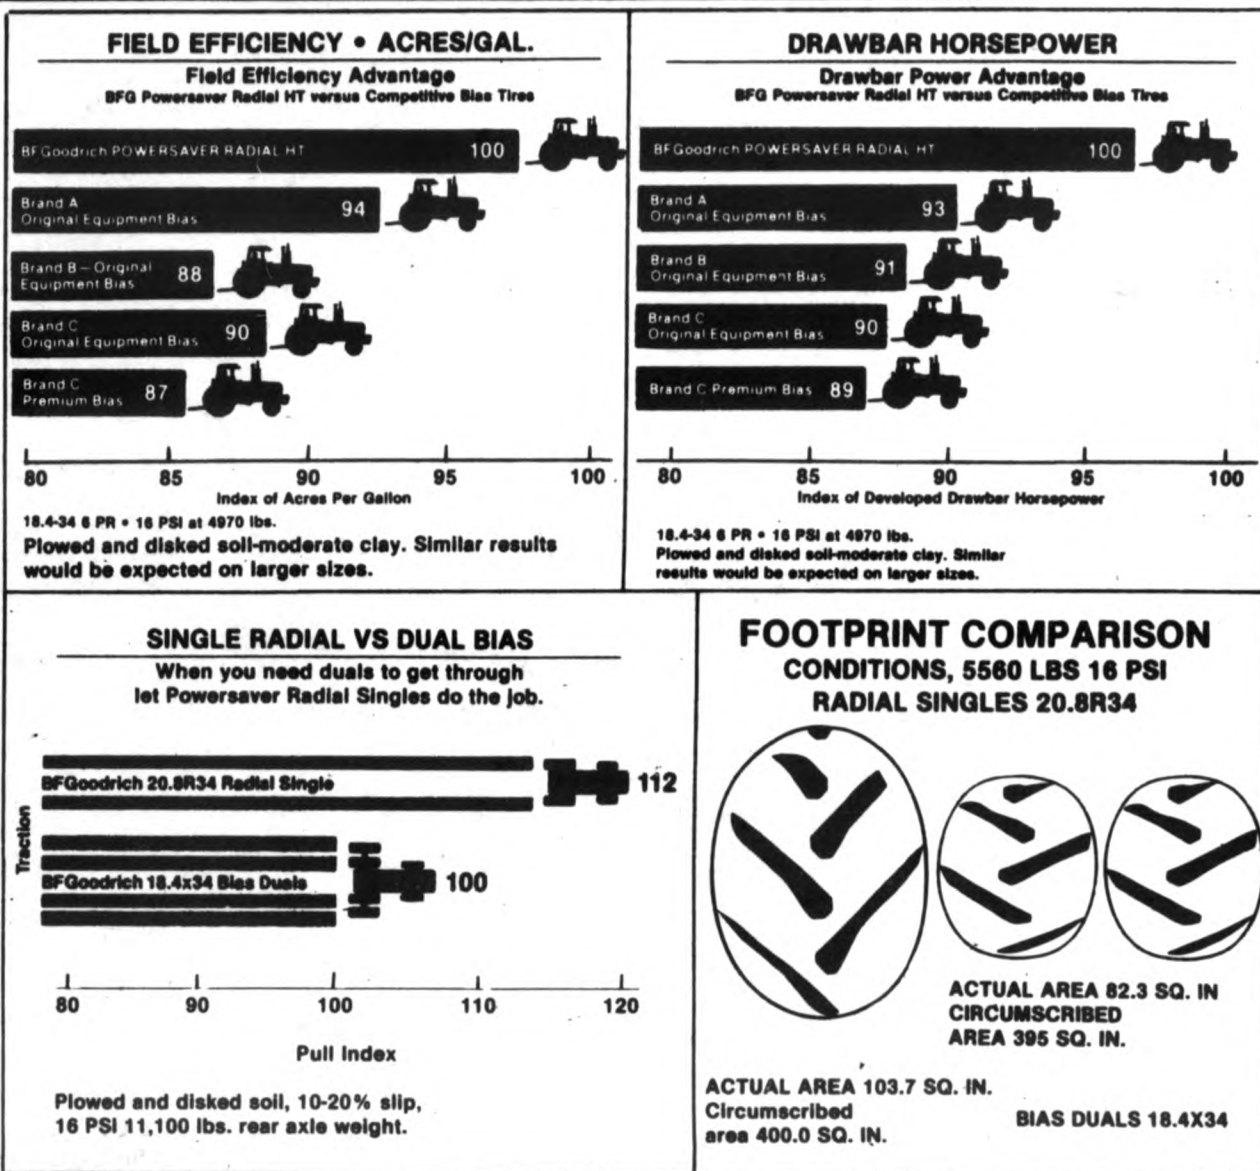 FIELD EFFICIENCY • ACRES/GAL.
Field Efficiency Advantage
BFG Powersaver Radial HT versus Competitive Bias Tires
BFGoodrich POWERSAVER RADIAL HT 100
Brand A
Original Equipment Bias 94
Brand B – Original
Equipment Bias 88
Brand C
Original Equipment Bias 90
Brand C
Premium Bias 87
80 85 90 95 100
Index of Acres Per Gallon
18.4-34 6 PR • 16 PSI at 4970 lbs.
Plowed and disked soil-moderate clay. Similar results
would be expected on larger sizes.
DRAWBAR HORSEPOWER
Drawbar Power Advantage
BFG Powersaver Radial HT versus Competitive Bias Tires
BFGoodrich POWERSAVER RADIAL HT 100
Brand A
Original Equipment Bias 93
Brand B
Original Equipment Bias 91
Brand C
Original Equipment Bias 90
Brand C Premium Bias 89
80 85 90 95 100
Index of Developed Drawbar Horsepower
18.4-34 6 PR • 16 PSI at 4970 lbs.
Plowed and disked soil-moderate clay. Similar
results would be expected on larger sizes.
SINGLE RADIAL VS DUAL BIAS
When you need duals to get through
let Powersaver Radial Singles do the job.
Traction
BFGoodrich 20.8R34 Radial Single 112
BFGoodrich 18.4x34 Bias Duals 100
80 90 100 110 120
Pull Index
Plowed and disked soil, 10-20% slip,
16 PSI 11,100 lbs. rear axle weight.
FOOTPRINT COMPARISON
CONDITIONS, 5560 LBS 16 PSI
RADIAL SINGLES 20.8R34
ACTUAL AREA 82.3 SQ. IN
CIRCUMSCRIBED
AREA 395 SQ. IN.
ACTUAL AREA 103.7 SQ. IN.
Circumscribed
area 400.0 SQ. IN.
BIAS DUALS 18.4X34